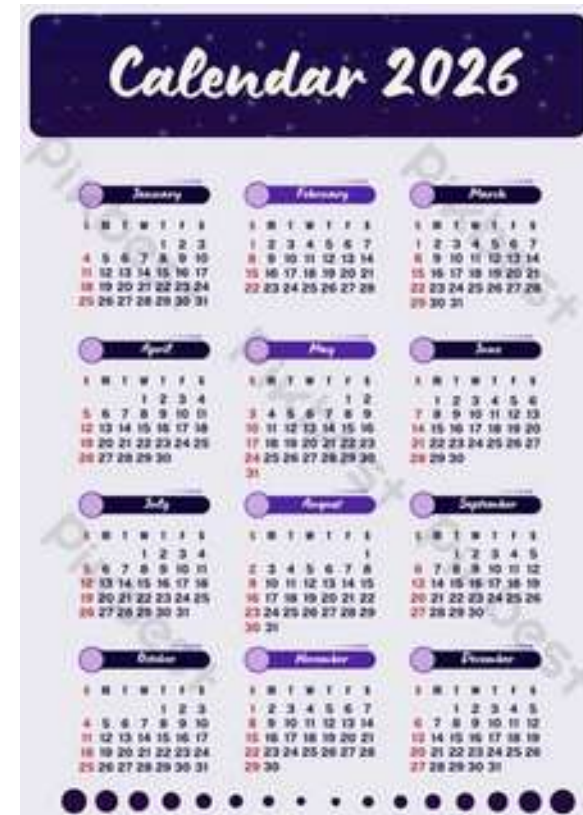 Calendar 2026
January February March
S M T W T F S S M T W T F S S M T W T F S
1 2 3 1 2 3 4 5 6 7 1 2 3 4 5 6 7
4 5 6 7 8 9 10 8 9 10 11 12 13 14 8 9 10 11 12 13 14
11 12 13 14 15 16 17 15 16 17 18 19 20 21 15 16 17 18 19 20 21
18 19 20 21 22 23 24 22 23 24 25 26 27 28 22 23 24 25 26 27 28
25 26 27 28 29 30 31 29 30 31
April May June
S M T W T F S S M T W T F S S M T W T F S
1 2 3 4 1 2 1 2 3 4 5 6
5 6 7 8 9 10 11 3 4 5 6 7 8 9 7 8 9 10 11 12 13
12 13 14 15 16 17 18 10 11 12 13 14 15 16 14 15 16 17 18 19 20
19 20 21 22 23 24 25 17 18 19 20 21 22 23 21 22 23 24 25 26 27
26 27 28 29 30 24 25 26 27 28 29 30 28 29 30
31
July August September
S M T W T F S S M T W T F S S M T W T F S
1 2 3 4 1 1 2 3 4 5
5 6 7 8 9 10 11 2 3 4 5 6 7 8 6 7 8 9 10 11 12
12 13 14 15 16 17 18 9 10 11 12 13 14 15 13 14 15 16 17 18 19
19 20 21 22 23 24 25 16 17 18 19 20 21 22 20 21 22 23 24 25 26
26 27 28 29 30 31 23 24 25 26 27 28 29 27 28 29 30
30 31
October November December
S M T W T F S S M T W T F S S M T W T F S
1 2 3 1 2 3 4 5 6 7 1 2 3 4 5
4 5 6 7 8 9 10 8 9 10 11 12 13 14 6 7 8 9 10 11 12
11 12 13 14 15 16 17 15 16 17 18 19 20 21 13 14 15 16 17 18 19
18 19 20 21 22 23 24 22 23 24 25 26 27 28 20 21 22 23 24 25 26
25 26 27 28 29 30 31 29 30 27 28 29 30 31